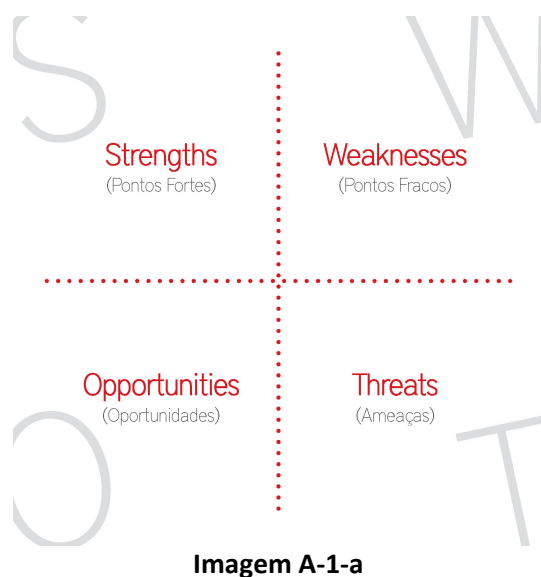 S
W
Strengths
(Pontos Fortes)
Weaknesses
(Pontos Fracos)
Opportunities
(Oportunidades)
Threats
(Ameaças)
O
T
Imagem A-1-a